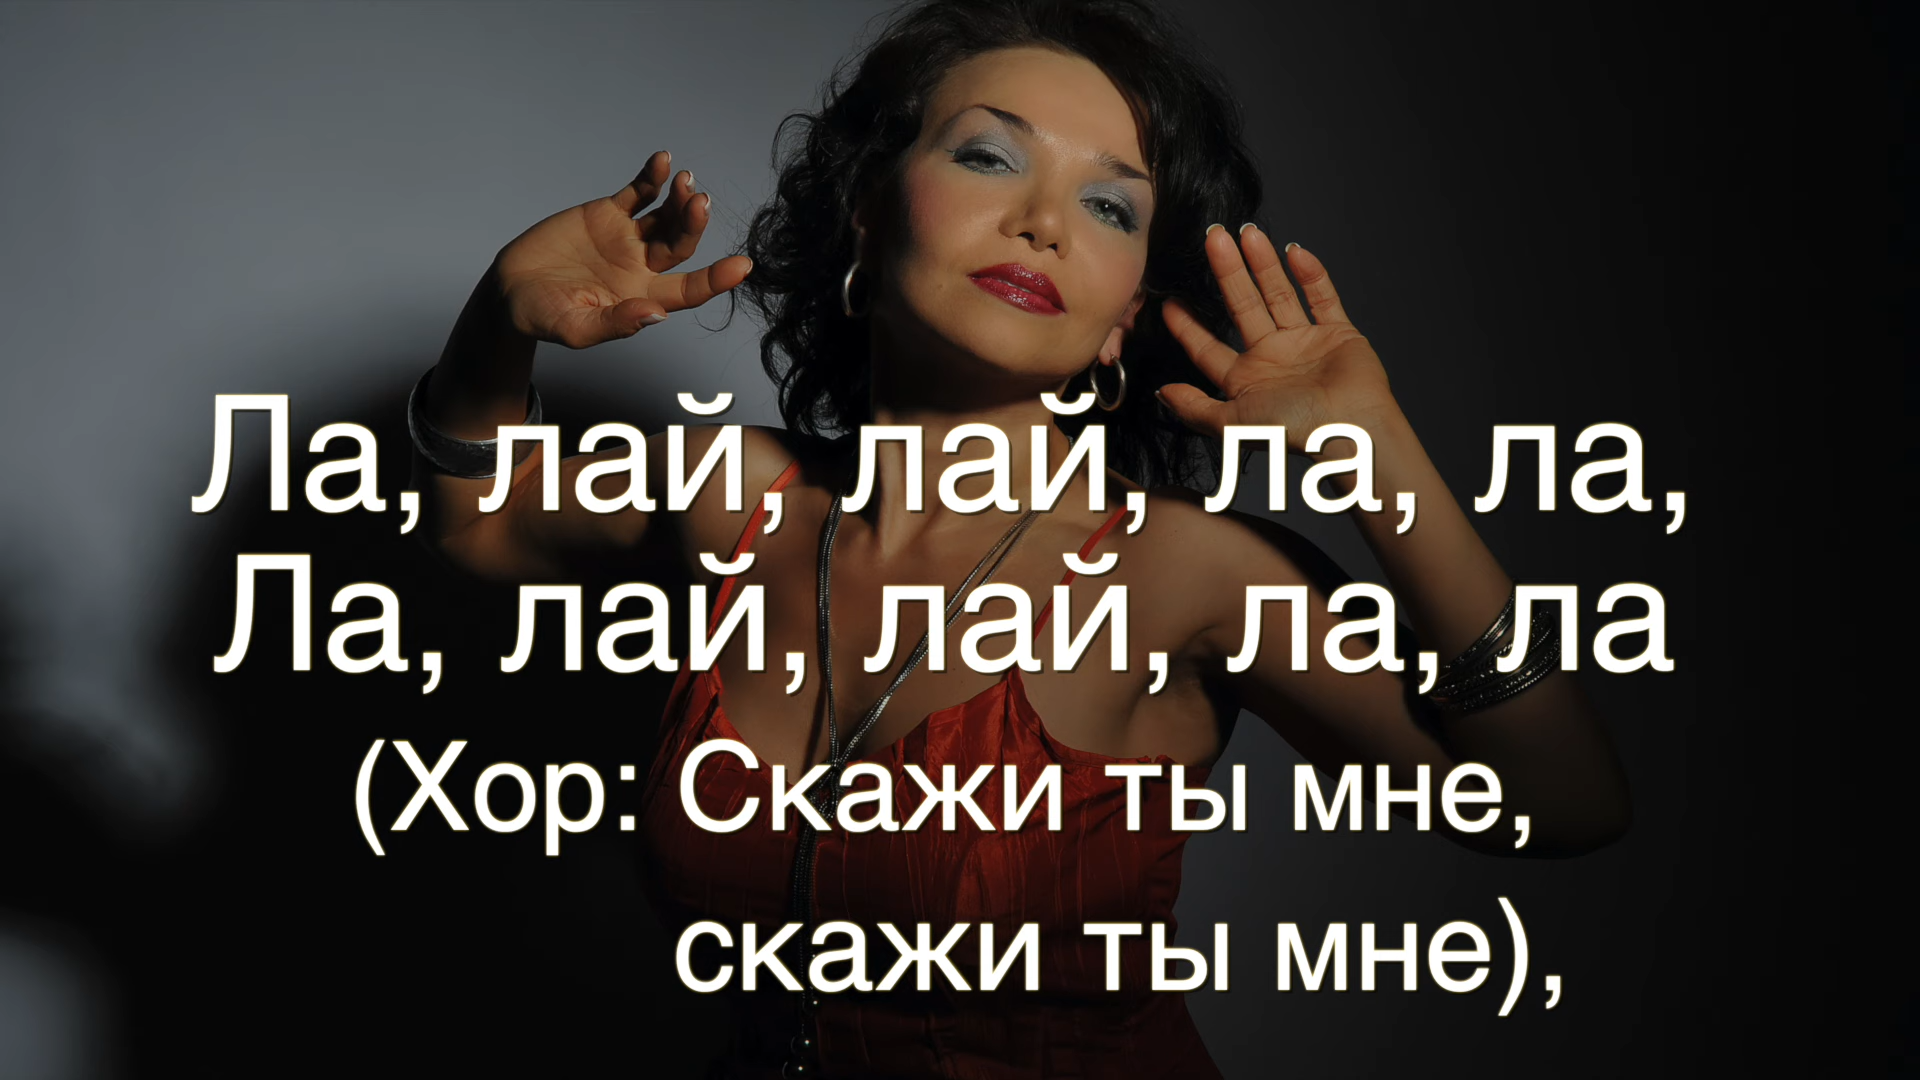 Ла, лай, лай, ла, ла,
Ла, лай, лай, ла, ла
(Хор: Скажи ты мне,
скажи ты мне),